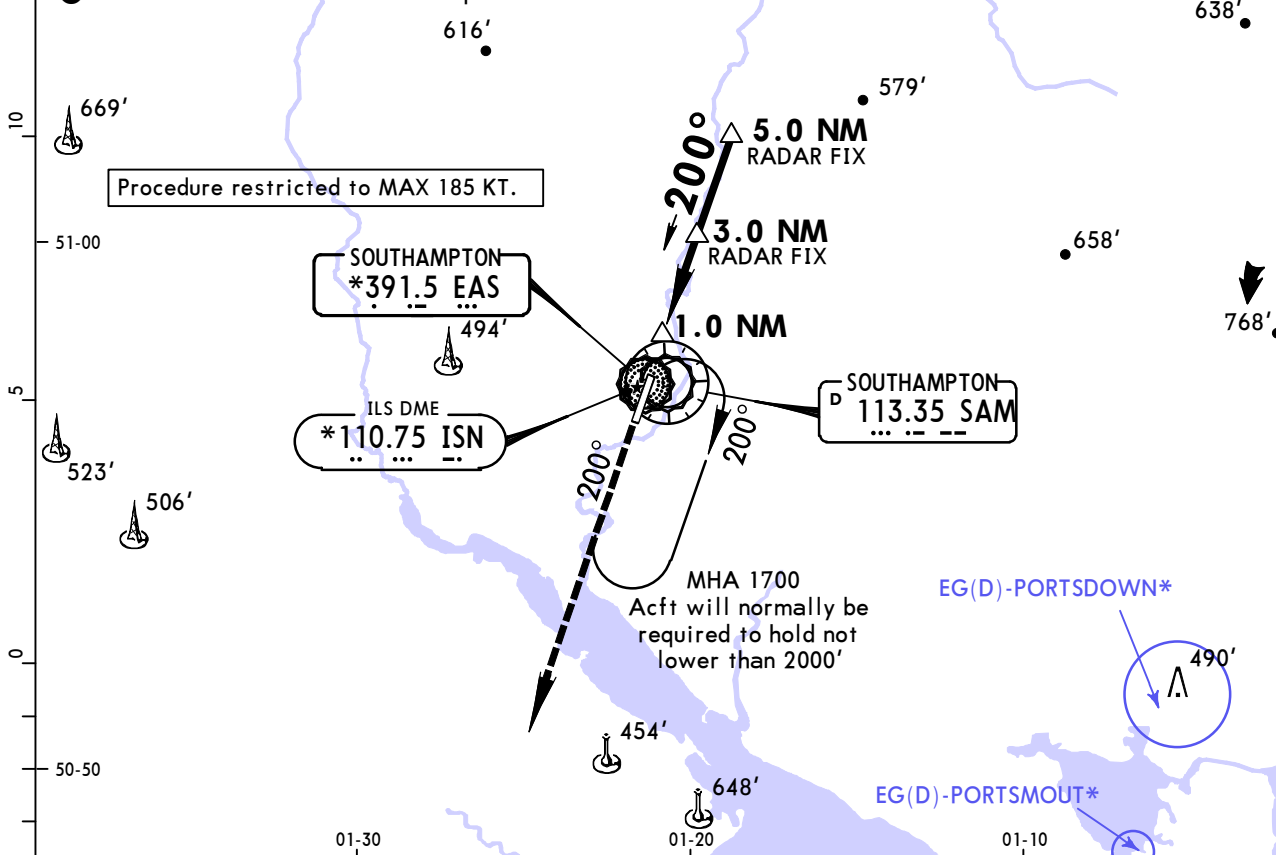 638′
616′
579′
669′
10
200°
5.0 NM
RADAR FIX
Procedure restricted to MAX 185 KT.
3.0 NM
RADAR FIX
51-00
658′
SOUTHAMPTON
*391.5 EAS
494′
1.0 NM
768′
5
ILS DME
*110.75 ISN
SOUTHAMPTON
D 113.35 SAM
200°
200°
523′
506′
MHA 1700
Acft will normally be
required to hold not
lower than 2000′
EG(D)-PORTSDOWN*
490′
0
454′
50-50
648′
EG(D)-PORTSMOUT*
01-30
01-20
01-10